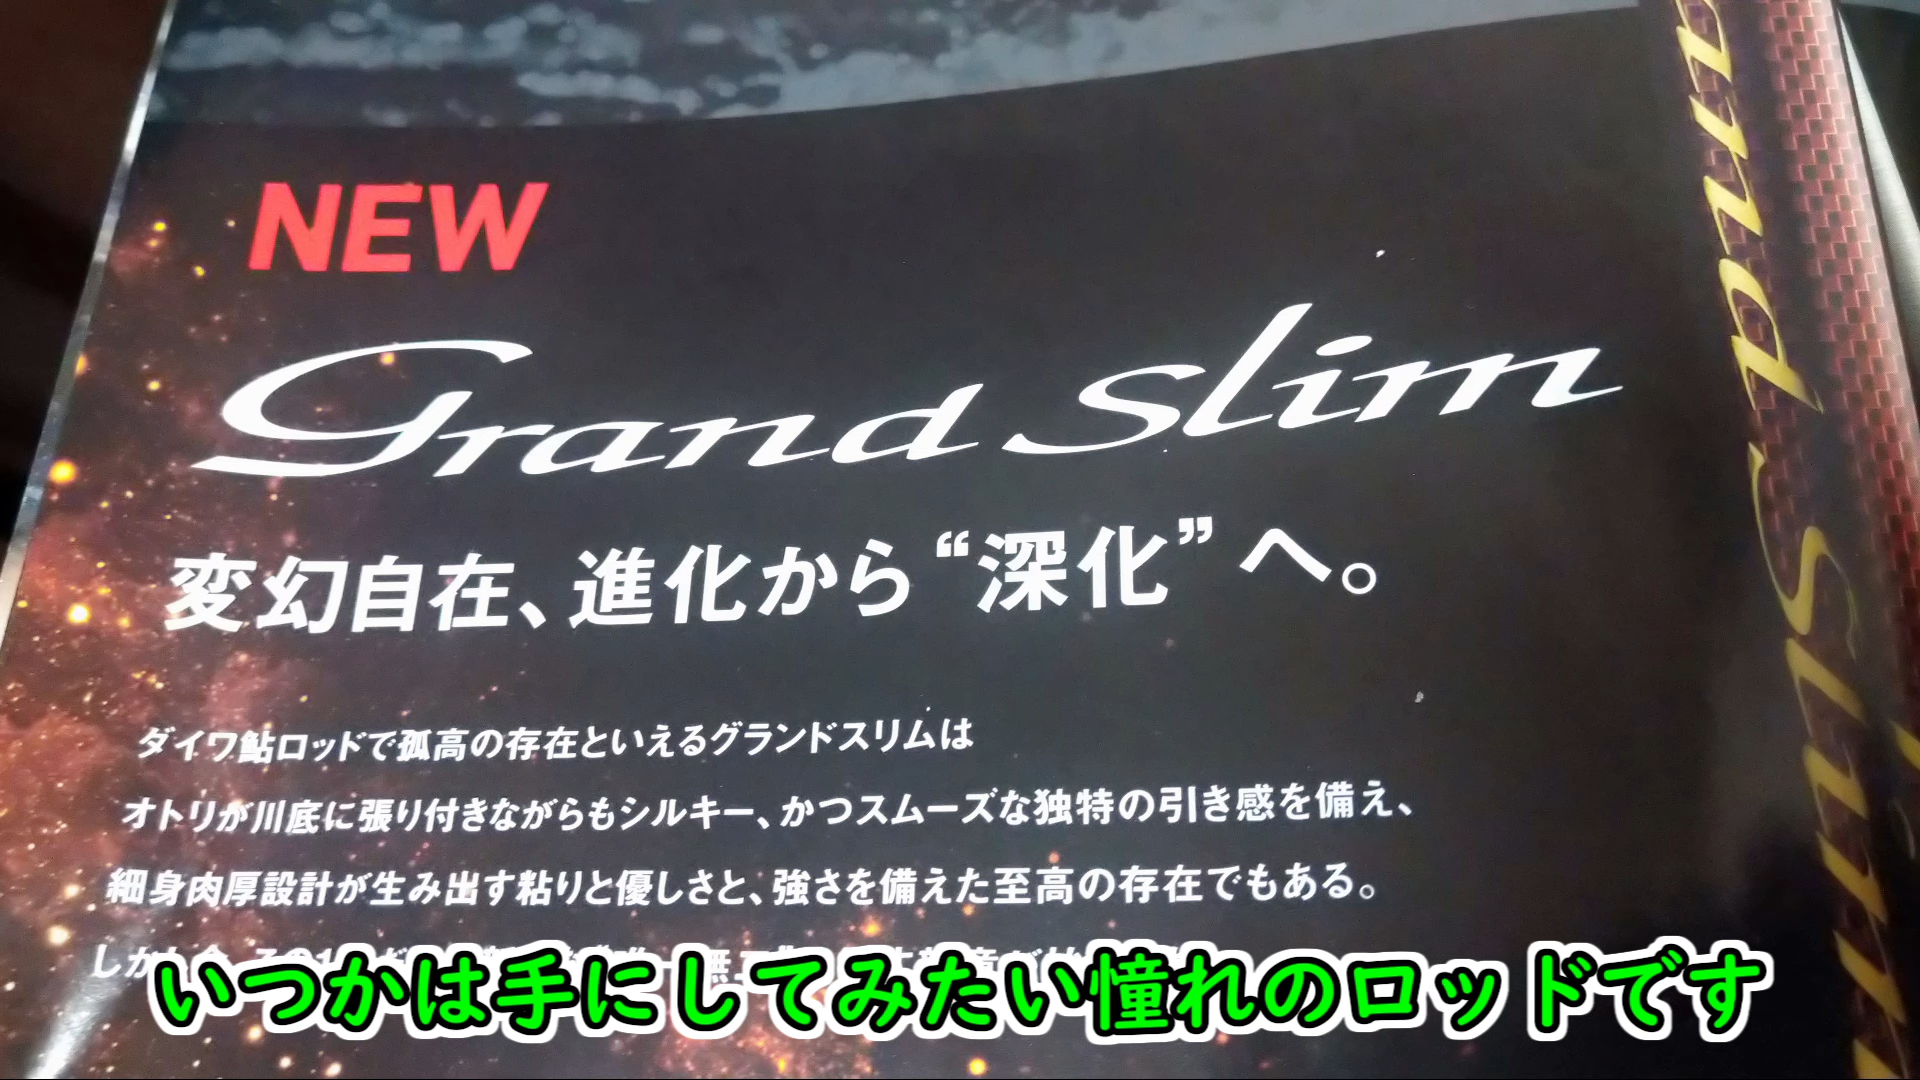 NEW
Grand Slim
変幻自在、進化から“深化”へ。
ダイワ鮎ロッドで孤高の存在といえるグランドスリムは
オトリが川底に張り付きながらもシルキー、かつスムーズな独特の引き感を備え、
細身肉厚設計が生み出す粘りと優しさと、強さを備えた至高の存在でもある。
いつかは手にしてみたい憧れのロッドです
nd Slim